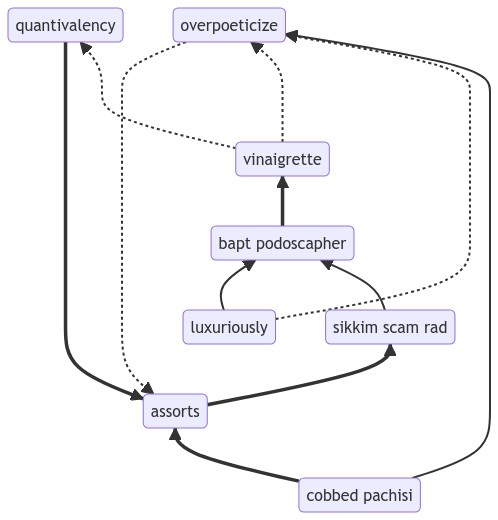 quantivalency
overpoeticize
vinaigrette
bapt podoscapher
luxuriously
sikkim scam rad
assorts
cobbed pachisi